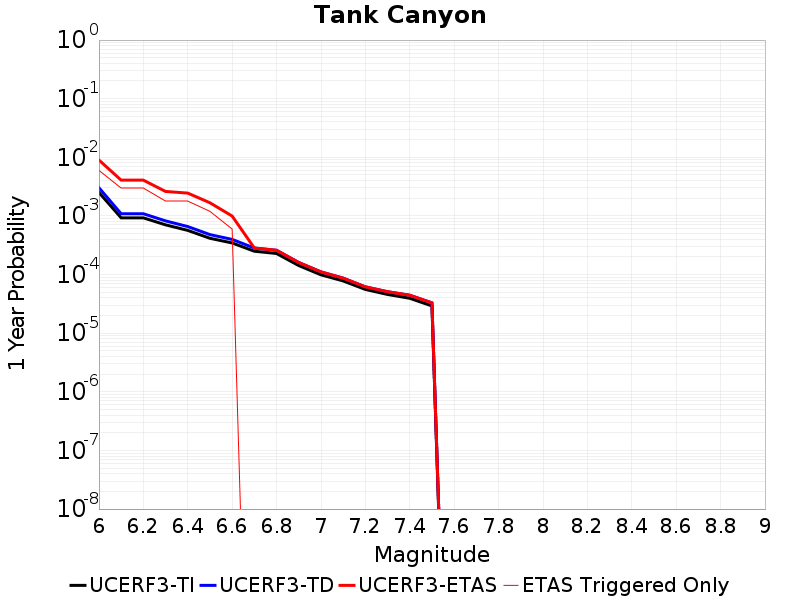 Tank Canyon
1 Year Probability
10^0
10^-1
10^-2
10^-3
10^-4
10^-5
10^-6
10^-7
10^-8
6 6.2 6.4 6.6 6.8 7 7.2 7.4 7.6 7.8 8 8.2 8.4 8.6 8.8 9
Magnitude
UCERF3-TI UCERF3-TD UCERF3-ETAS ETAS Triggered Only